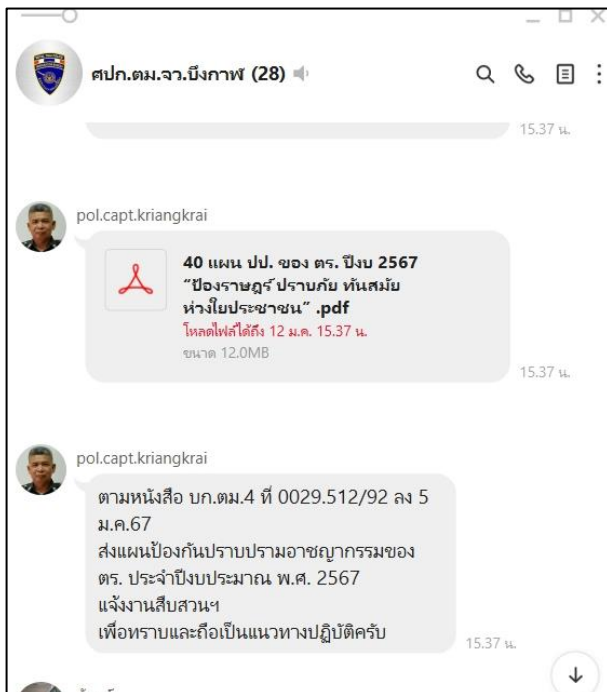 ศปก.ตม.จว.บึงกาฬ (28)
15.37 น.
pol.capt.kriangkrai
40 แผน ปป. ของ ตร. ปีงบ 2567
“ป้องราษฎร์ ปราบภัย ทันสมัย
ห่วงใยประชาชน” .pdf
โหลดไฟล์ได้ถึง 12 ม.ค. 15.37 น.
ขนาด 12.0MB
15.37 น.
pol.capt.kriangkrai
ตามหนังสือ บก.ตม.4 ที่ 0029.512/92 ลง 5
ม.ค.67
ส่งแผนป้องกันปราบปรามอาชญากรรมของ
ตร. ประจำปีงบประมาณ พ.ศ. 2567
แจ้งงานสืบสวนฯ
เพื่อทราบและถือเป็นแนวทางปฏิบัติครับ
15.37 น.